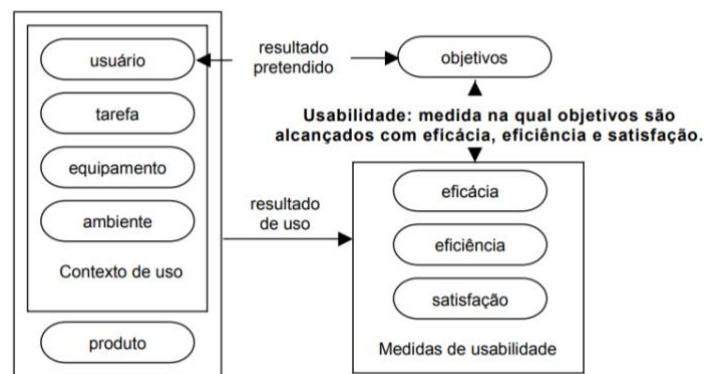 usuário
tarefa
equipamento
ambiente
Contexto de uso
produto
resultado
pretendido
objetivos
Usabilidade: medida na qual objetivos são
alcançados com eficácia, eficiência e satisfação.
resultado
de uso
eficácia
eficiência
satisfação
Medidas de usabilidade